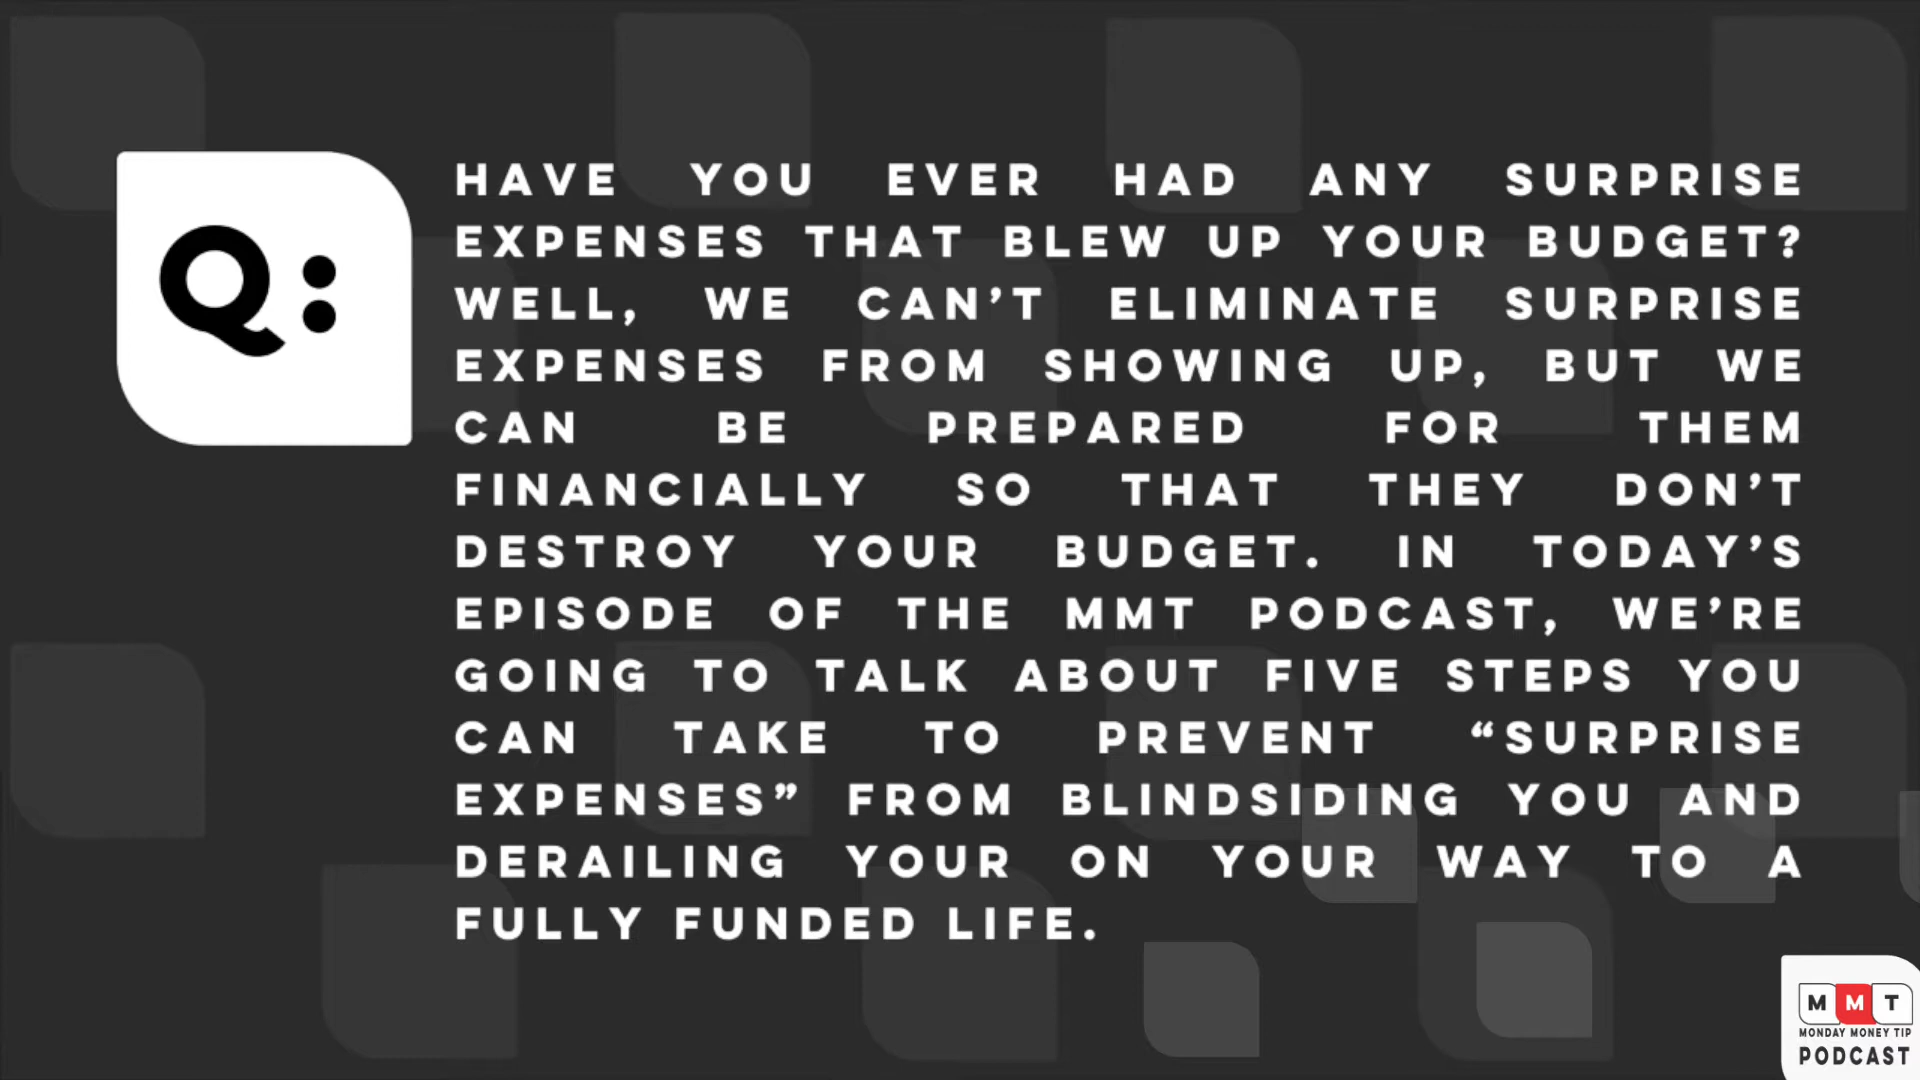 Q:
HAVE YOU EVER HAD ANY SURPRISE
EXPENSES THAT BLEW UP YOUR BUDGET?
WELL, WE CAN’T ELIMINATE SURPRISE
EXPENSES FROM SHOWING UP, BUT WE
CAN BE PREPARED FOR THEM
FINANCIALLY SO THAT THEY DON’T
DESTROY YOUR BUDGET. IN TODAY’S
EPISODE OF THE MMT PODCAST, WE’RE
GOING TO TALK ABOUT FIVE STEPS YOU
CAN TAKE TO PREVENT “SURPRISE
EXPENSES” FROM BLINDSIDING YOU AND
DERAILING YOUR ON YOUR WAY TO A
FULLY FUNDED LIFE.
MMT
MONDAY MONEY TIP
PODCAST